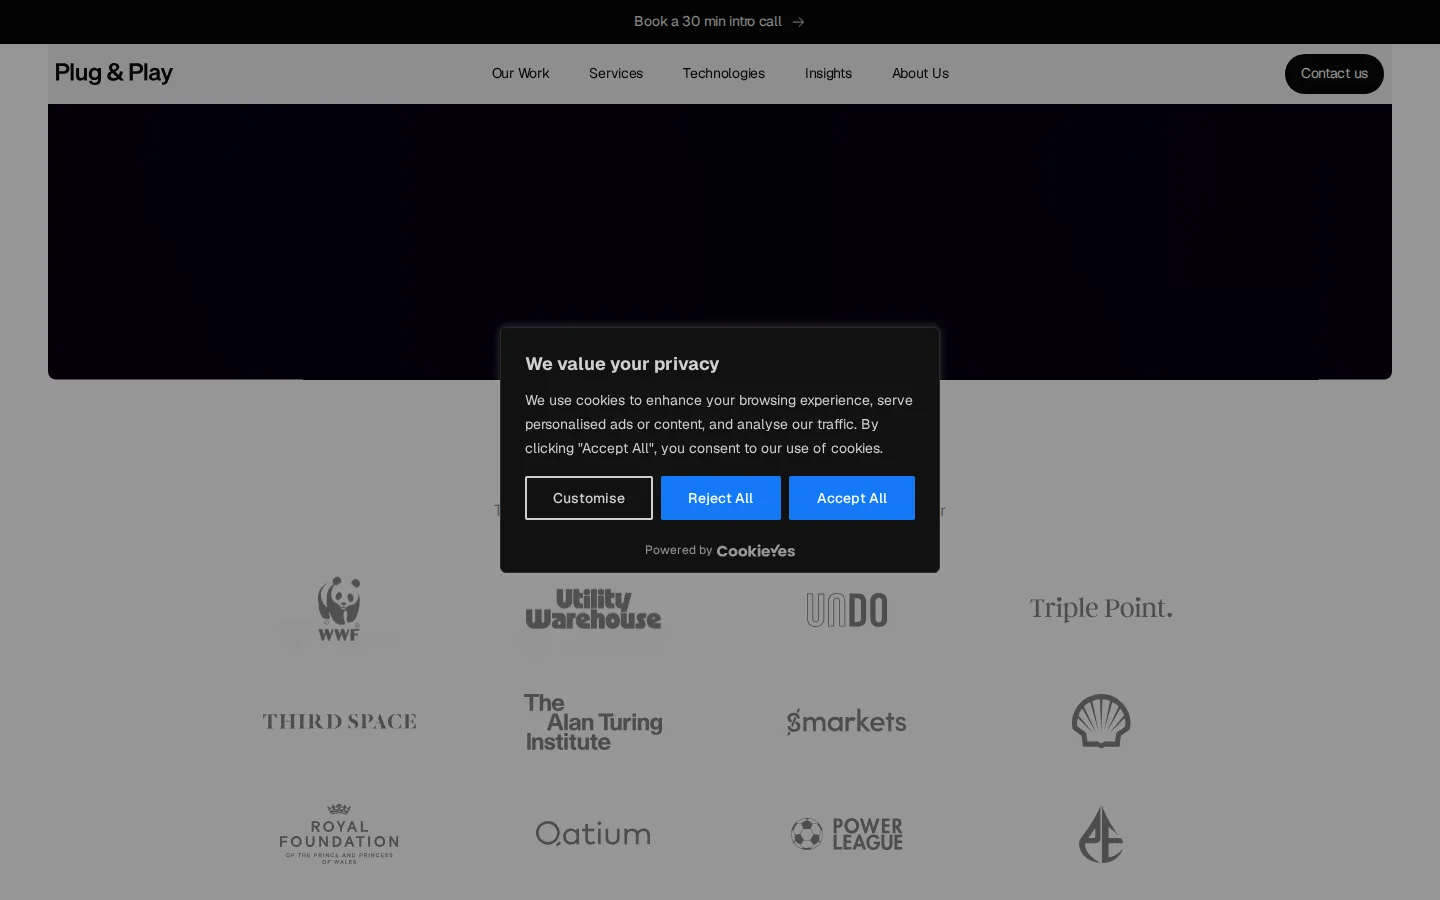 Book a 30 min intro call →
Plug & Play
Our Work
Services
Technologies
Insights
About Us
Contact us
We value your privacy
We use cookies to enhance your browsing experience, serve
personalised ads or content, and analyse our traffic. By
clicking "Accept All", you consent to our use of cookies.
Customise
Reject All
Accept All
Powered by CookieYes
WWF
Utility
Warehouse
UNDO
Triple Point.
THIRD SPACE
The
Alan Turing
Institute
Smarkets
ROYAL
FOUNDATION
OF THE PRINCE AND PRINCESS
OF WALES
Qatium
POWER
LEAGUE